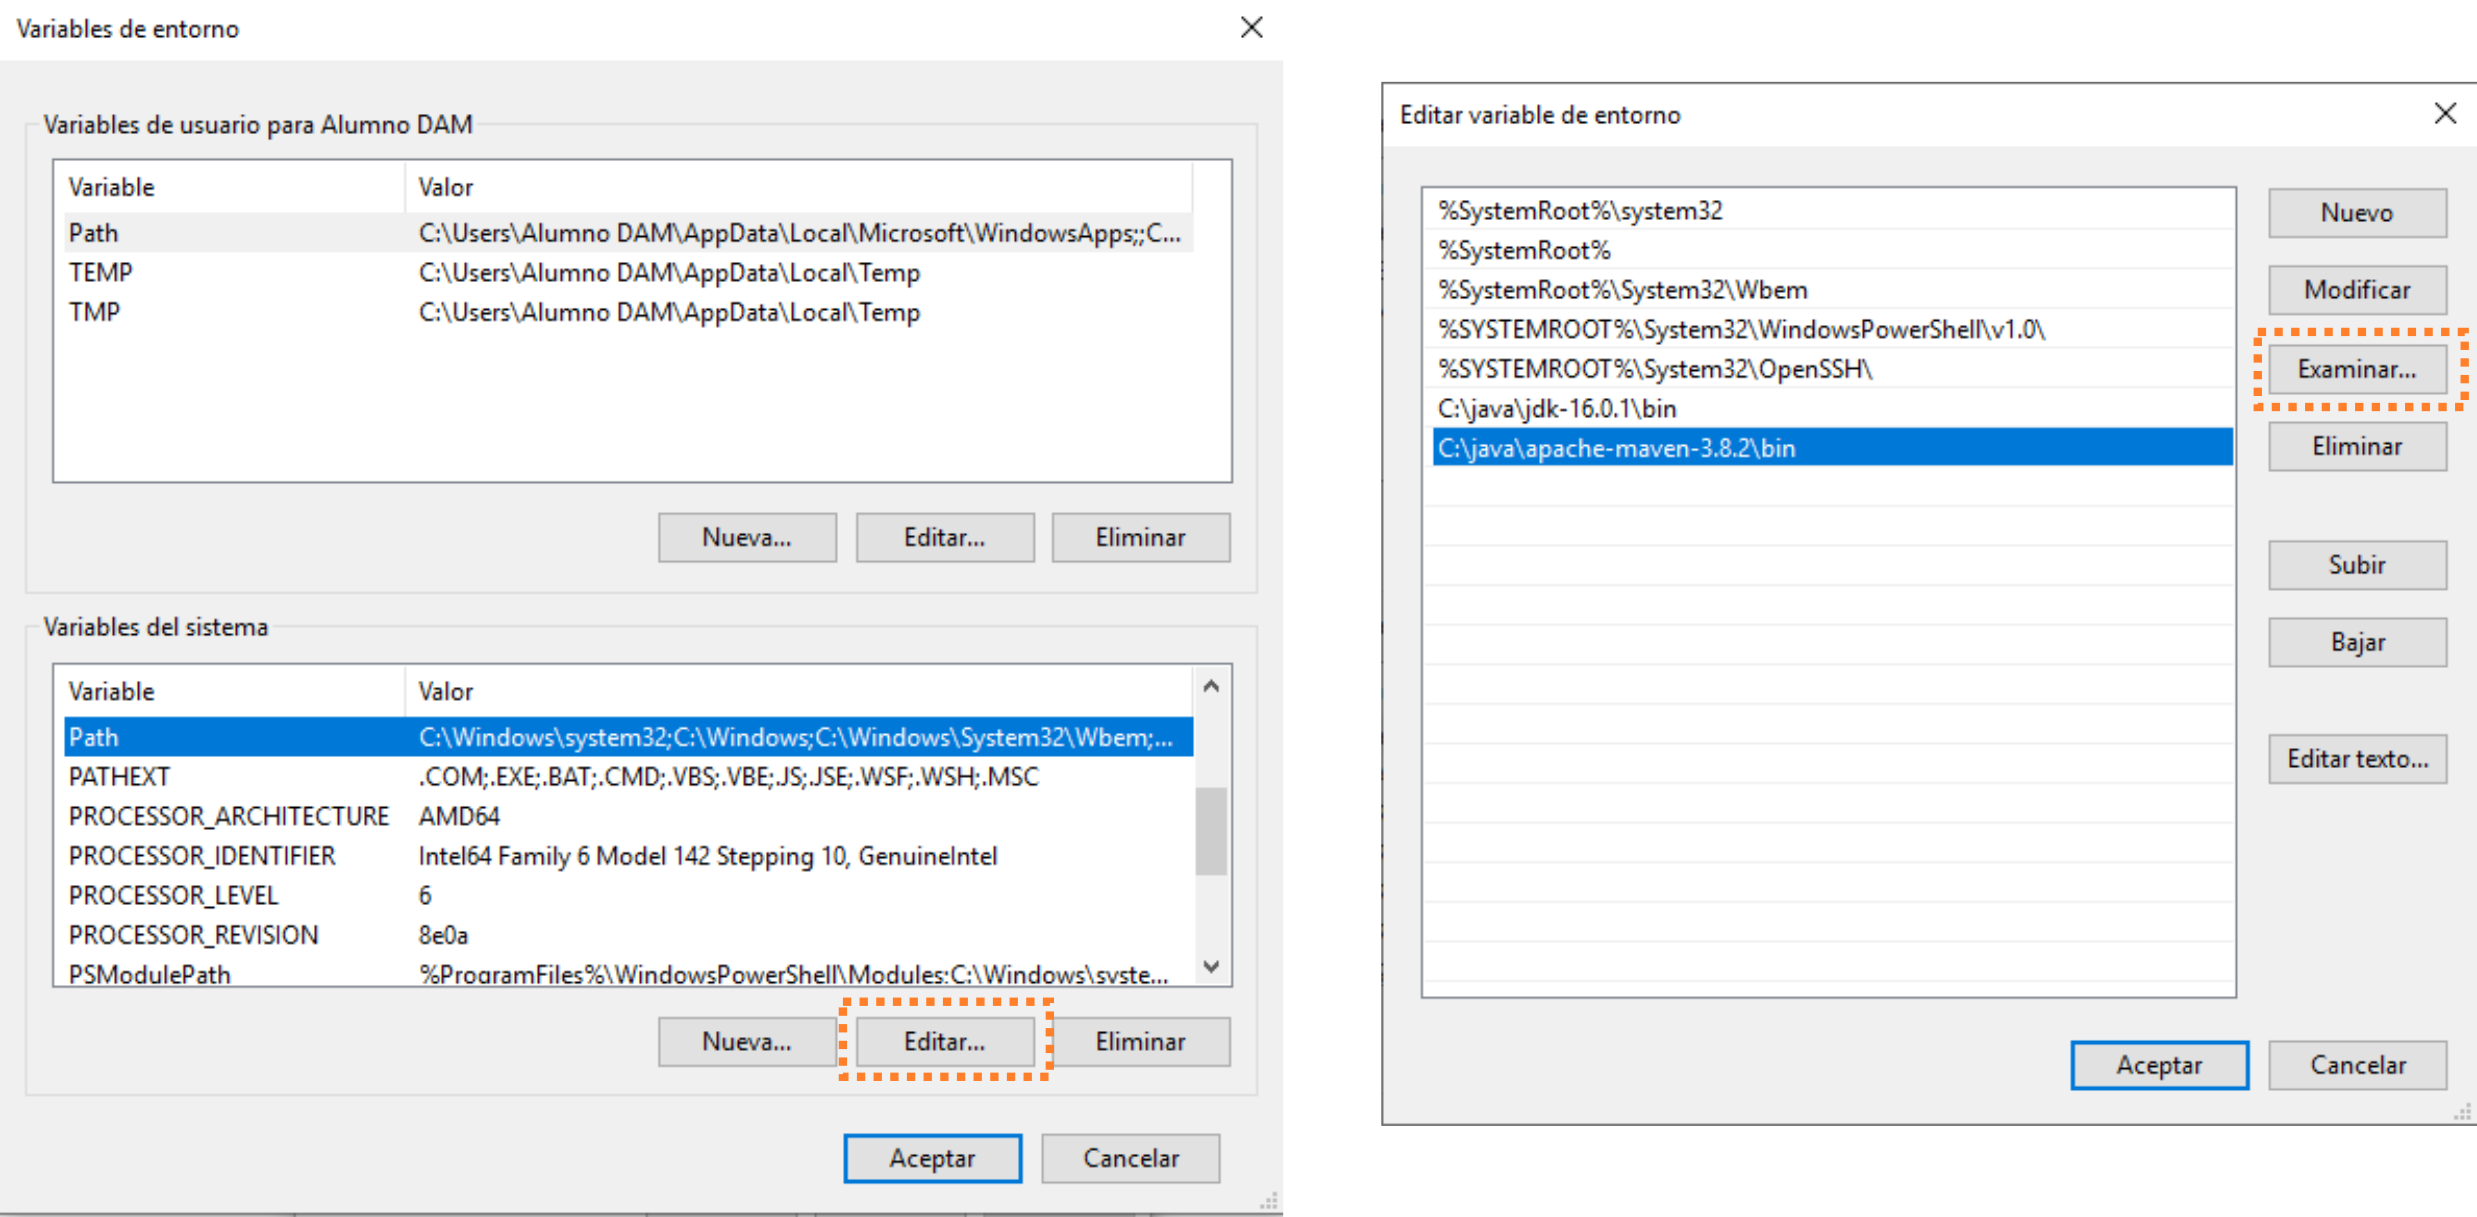 Variables de entorno
Variables de usuario para Alumno DAM
Variable Valor
Path C:\Users\Alumno DAM\AppData\Local\Microsoft\WindowsApps;;C...
TEMP C:\Users\Alumno DAM\AppData\Local\Temp
TMP C:\Users\Alumno DAM\AppData\Local\Temp
Nueva... Editar... Eliminar
Variables del sistema
Variable Valor
Path C:\Windows\system32;C:\Windows;C:\Windows\System32\Wbem;...
PATHEXT .COM;.EXE;.BAT;.CMD;.VBS;.VBE;.JS;.JSE;.WSF;.WSH;.MSC
PROCESSOR_ARCHITECTURE AMD64
PROCESSOR_IDENTIFIER Intel64 Family 6 Model 142 Stepping 10, GenuineIntel
PROCESSOR_LEVEL 6
PROCESSOR_REVISION 8e0a
PSModulePath %ProgramFiles%\WindowsPowerShell\Modules;C:\Windows\syste...
Nueva... Editar... Eliminar
Aceptar Cancelar
Editar variable de entorno
%SystemRoot%\system32
%SystemRoot%
%SystemRoot%\System32\Wbem
%SYSTEMROOT%\System32\WindowsPowerShell\v1.0\
%SYSTEMROOT%\System32\OpenSSH\
C:\java\jdk-16.0.1\bin
C:\java\apache-maven-3.8.2\bin
Nuevo
Modificar
Examinar...
Eliminar
Subir
Bajar
Editar texto...
Aceptar Cancelar